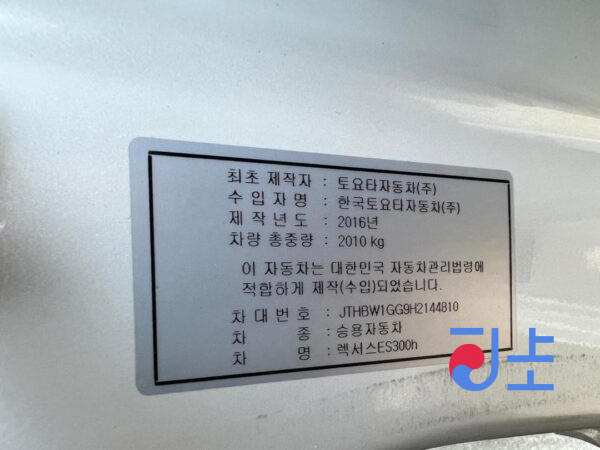 최초 제작자 : 토요타자동차(주)
수 입 자 명 : 한국토요타자동차(주)
제 작 년 도 : 2016년
차량 총중량 : 2010 kg
이 자동차는 대한민국 자동차관리법령에
적합하게 제작(수입)되었습니다.
차 대 번 호 : JTHBW1GG9H2144810
차 종 : 승용자동차
차 명 : 렉서스ES300h